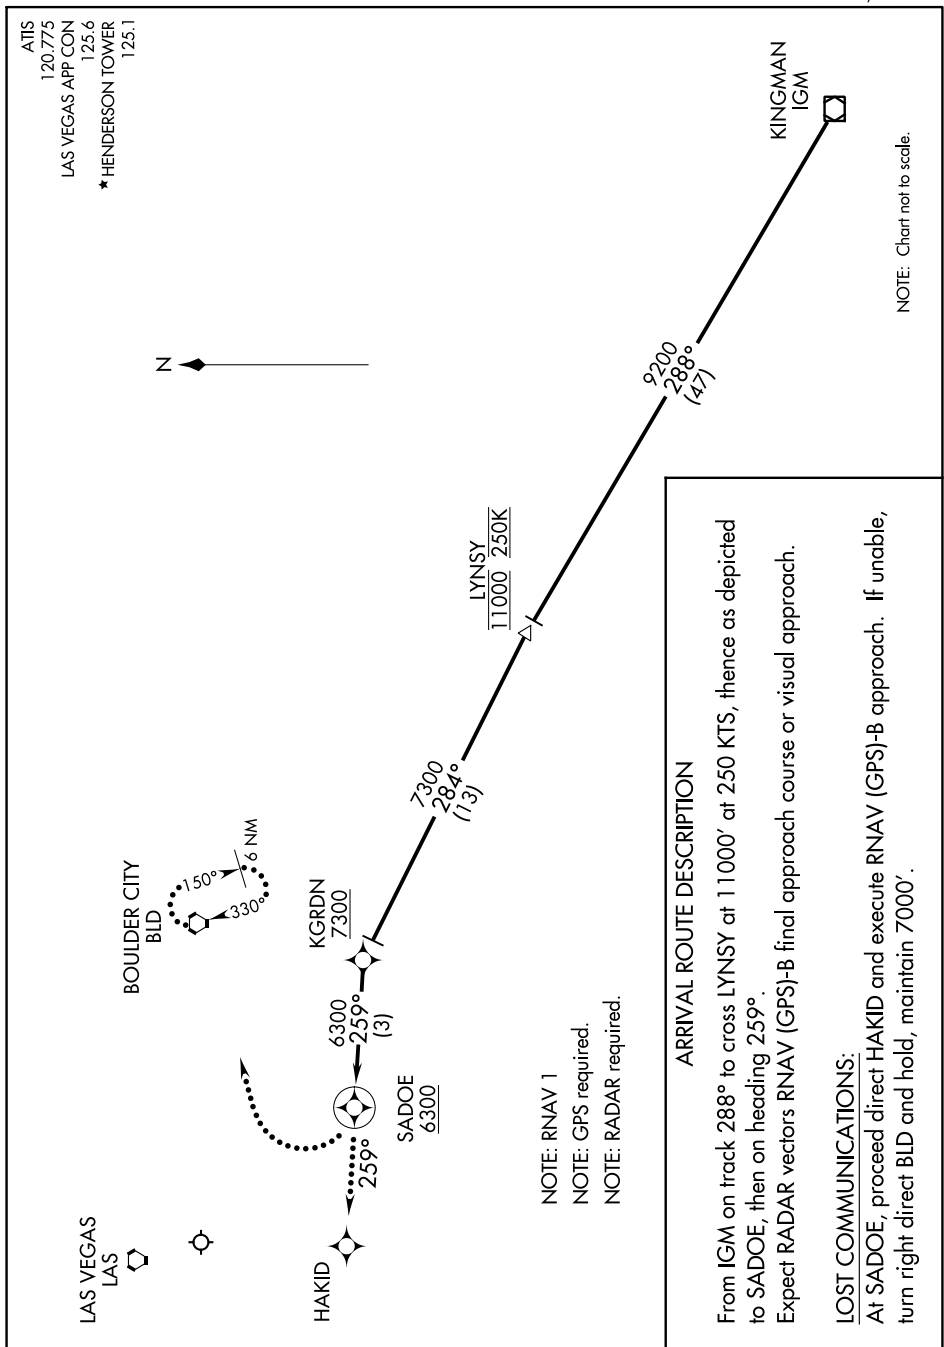 ATIS
120.775
LAS VEGAS APP CON
125.6
★ HENDERSON TOWER
125.1
KINGMAN
IGM
NOTE: Chart not to scale.
N
9200
288°
(47)
LYNSY
11000 250K
7300
284°
(13)
BOULDER CITY
BLD
150°
330°
6 NM
KGRDN
7300
6300
259°
(3)
SADOE
6300
259°
HAKID
LAS VEGAS
LAS
NOTE: RNAV 1
NOTE: GPS required.
NOTE: RADAR required.
ARRIVAL ROUTE DESCRIPTION
From IGM on track 288° to cross LYNSY at 11000' at 250 KTS, thence as depicted
to SADOE, then on heading 259°.
Expect RADAR vectors RNAV (GPS)-B final approach course or visual approach.
LOST COMMUNICATIONS:
At SADOE, proceed direct HAKID and execute RNAV (GPS)-B approach. If unable,
turn right direct BLD and hold, maintain 7000'.